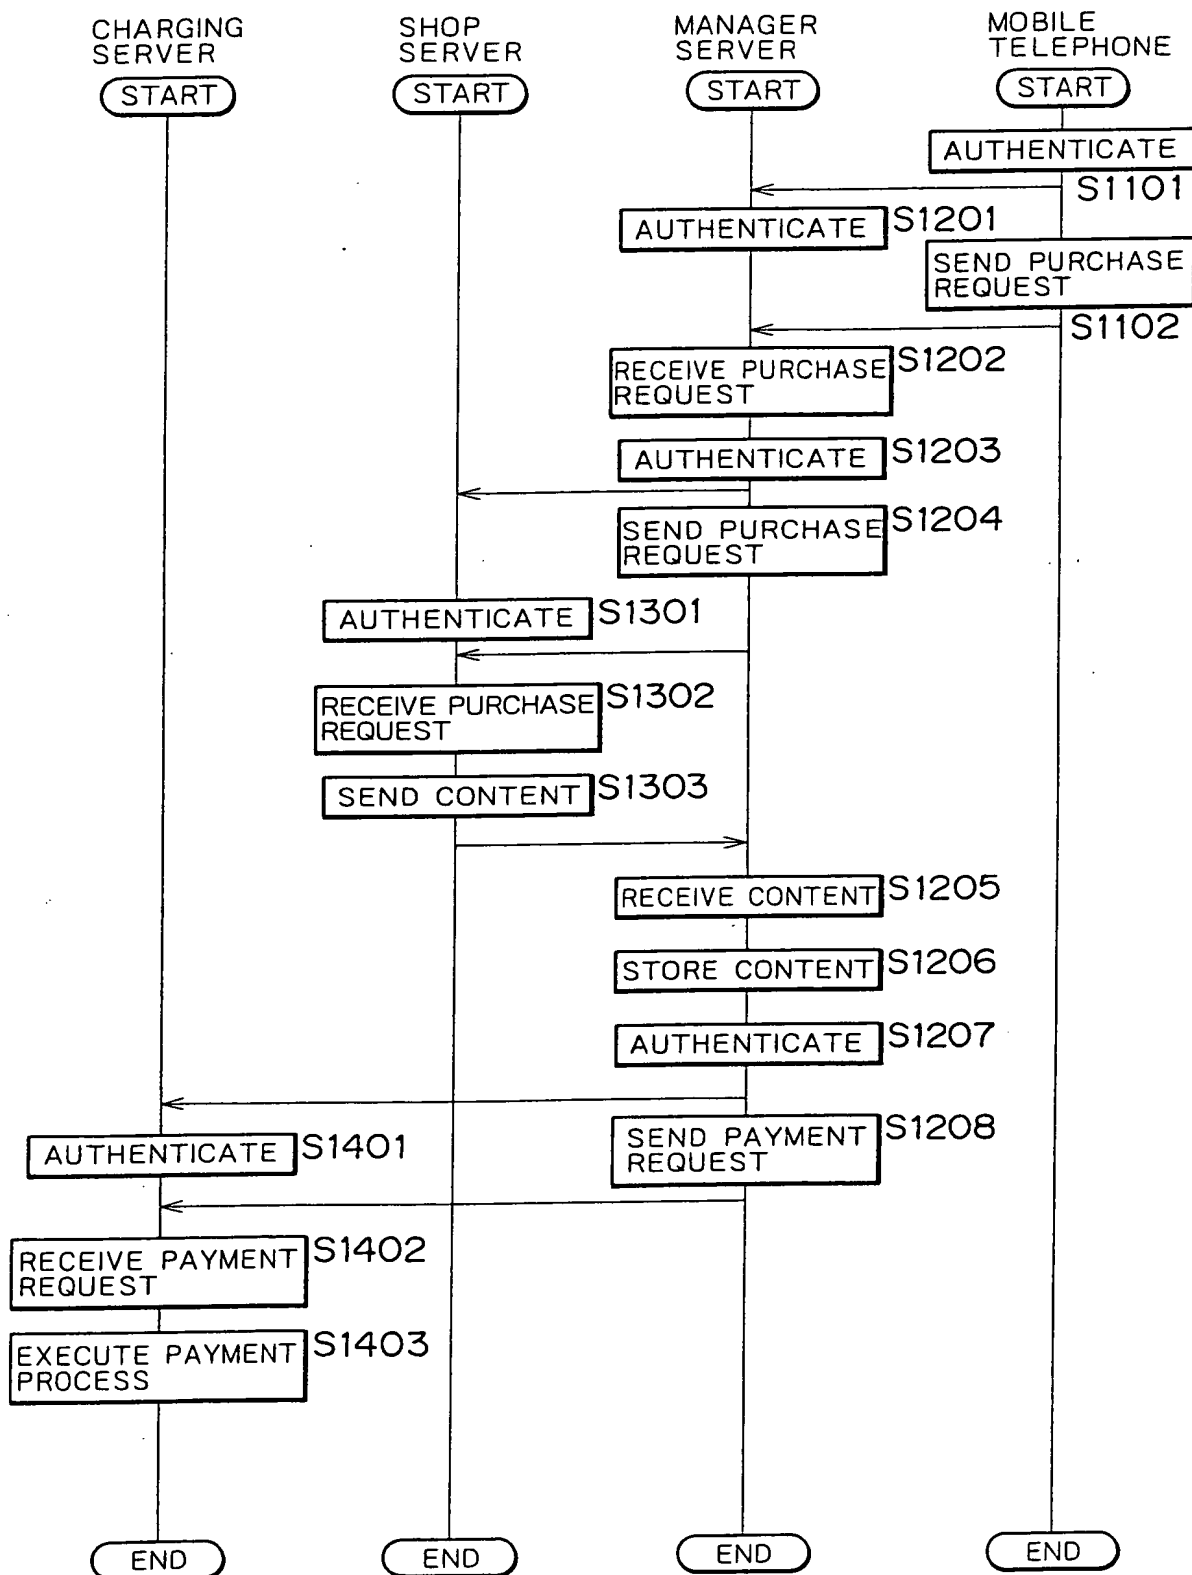 CHARGING
SERVER
SHOP
SERVER
MANAGER
SERVER
MOBILE
TELEPHONE
START
START
START
START
AUTHENTICATE
S1101
AUTHENTICATE
S1201
SEND PURCHASE
REQUEST
S1102
RECEIVE PURCHASE
REQUEST
S1202
AUTHENTICATE
S1203
SEND PURCHASE
REQUEST
S1204
AUTHENTICATE
S1301
RECEIVE PURCHASE
REQUEST
S1302
SEND CONTENT
S1303
RECEIVE CONTENT
S1205
STORE CONTENT
S1206
AUTHENTICATE
S1207
SEND PAYMENT
REQUEST
S1208
AUTHENTICATE
S1401
RECEIVE PAYMENT
REQUEST
S1402
EXECUTE PAYMENT
PROCESS
S1403
END
END
END
END